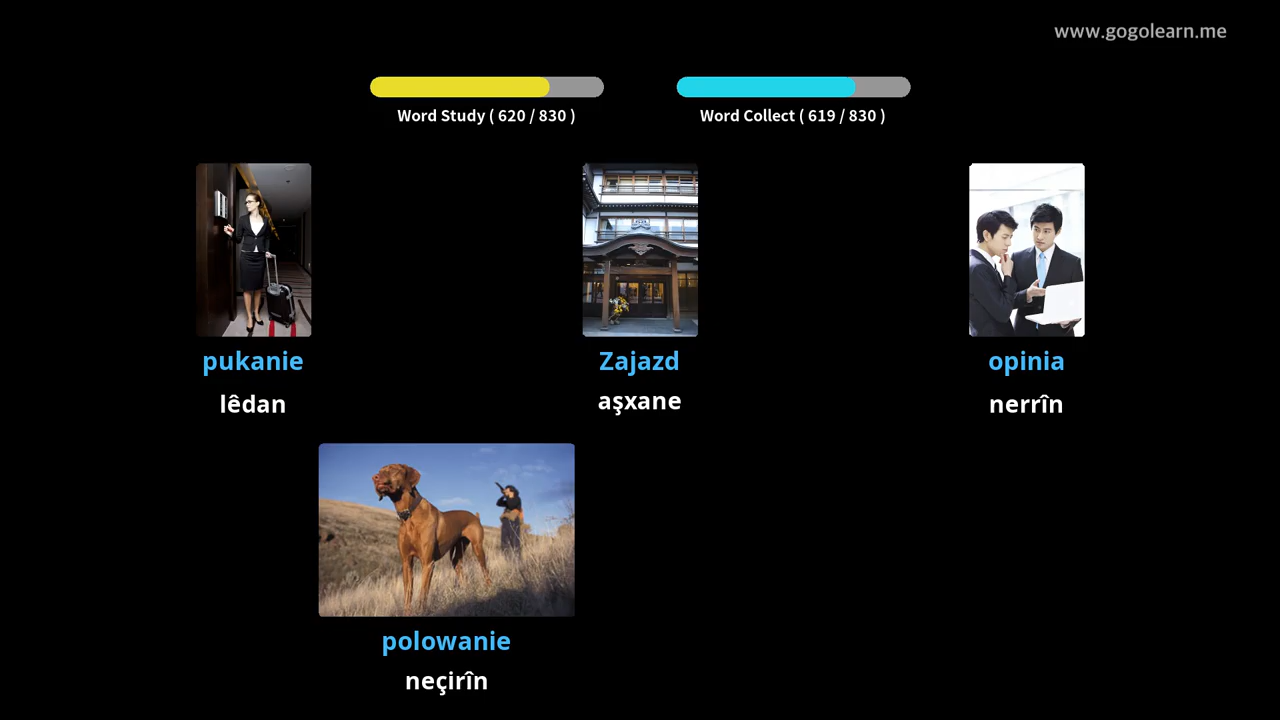 www.gogolearn.me
Word Study ( 620 / 830 )
Word Collect ( 619 / 830 )
pukanie
lêdan
Zajazd
aşxane
opinia
nerrîn
polowanie
neçirîn